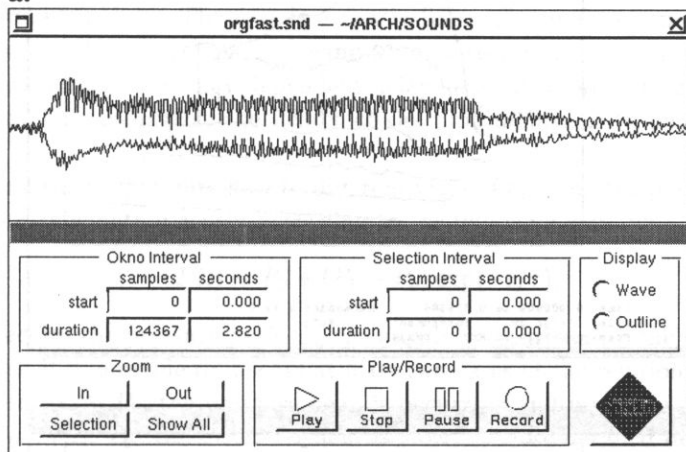 orgfast.snd — ~/ARCH/SOUNDS
Okno Interval
samples seconds
start 0 0.000
duration 124367 2.820
Selection Interval
samples seconds
start 0 0.000
duration 0 0.000
Display
Wave
Outline
Zoom
In Out
Selection Show All
Play/Record
Play Stop Pause Record